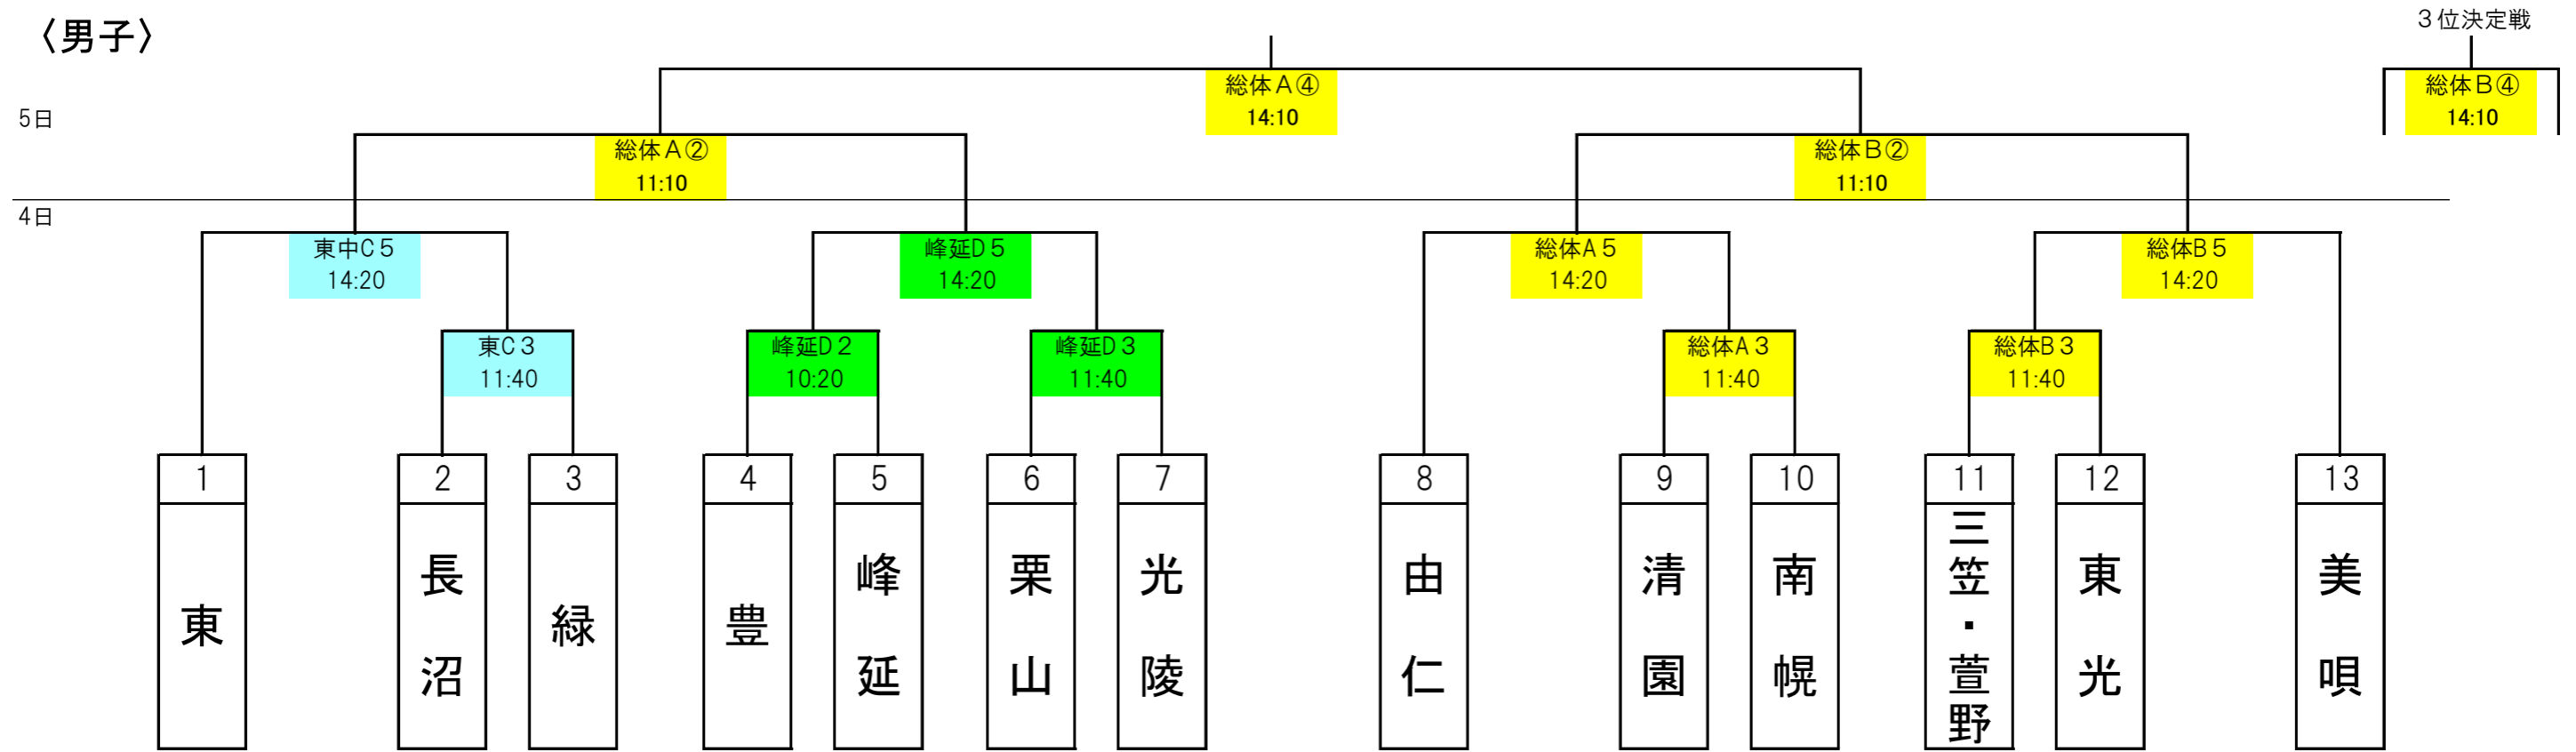 〈男子〉
３位決定戦
総体Ａ④
14:10
総体Ｂ④
14:10
5日
総体Ａ②
11:10
総体Ｂ②
11:10
4日
東中C５
14:20
峰延D５
14:20
総体A５
14:20
総体B５
14:20
東C３
11:40
峰延D２
10:20
峰延D３
11:40
総体A３
11:40
総体B３
11:40
1
2
3
4
5
6
7
8
9
10
11
12
13
東
長沼
緑
豊
峰延
栗山
光陵
由仁
清園
南幌
三笠・萱野
東光
美唄